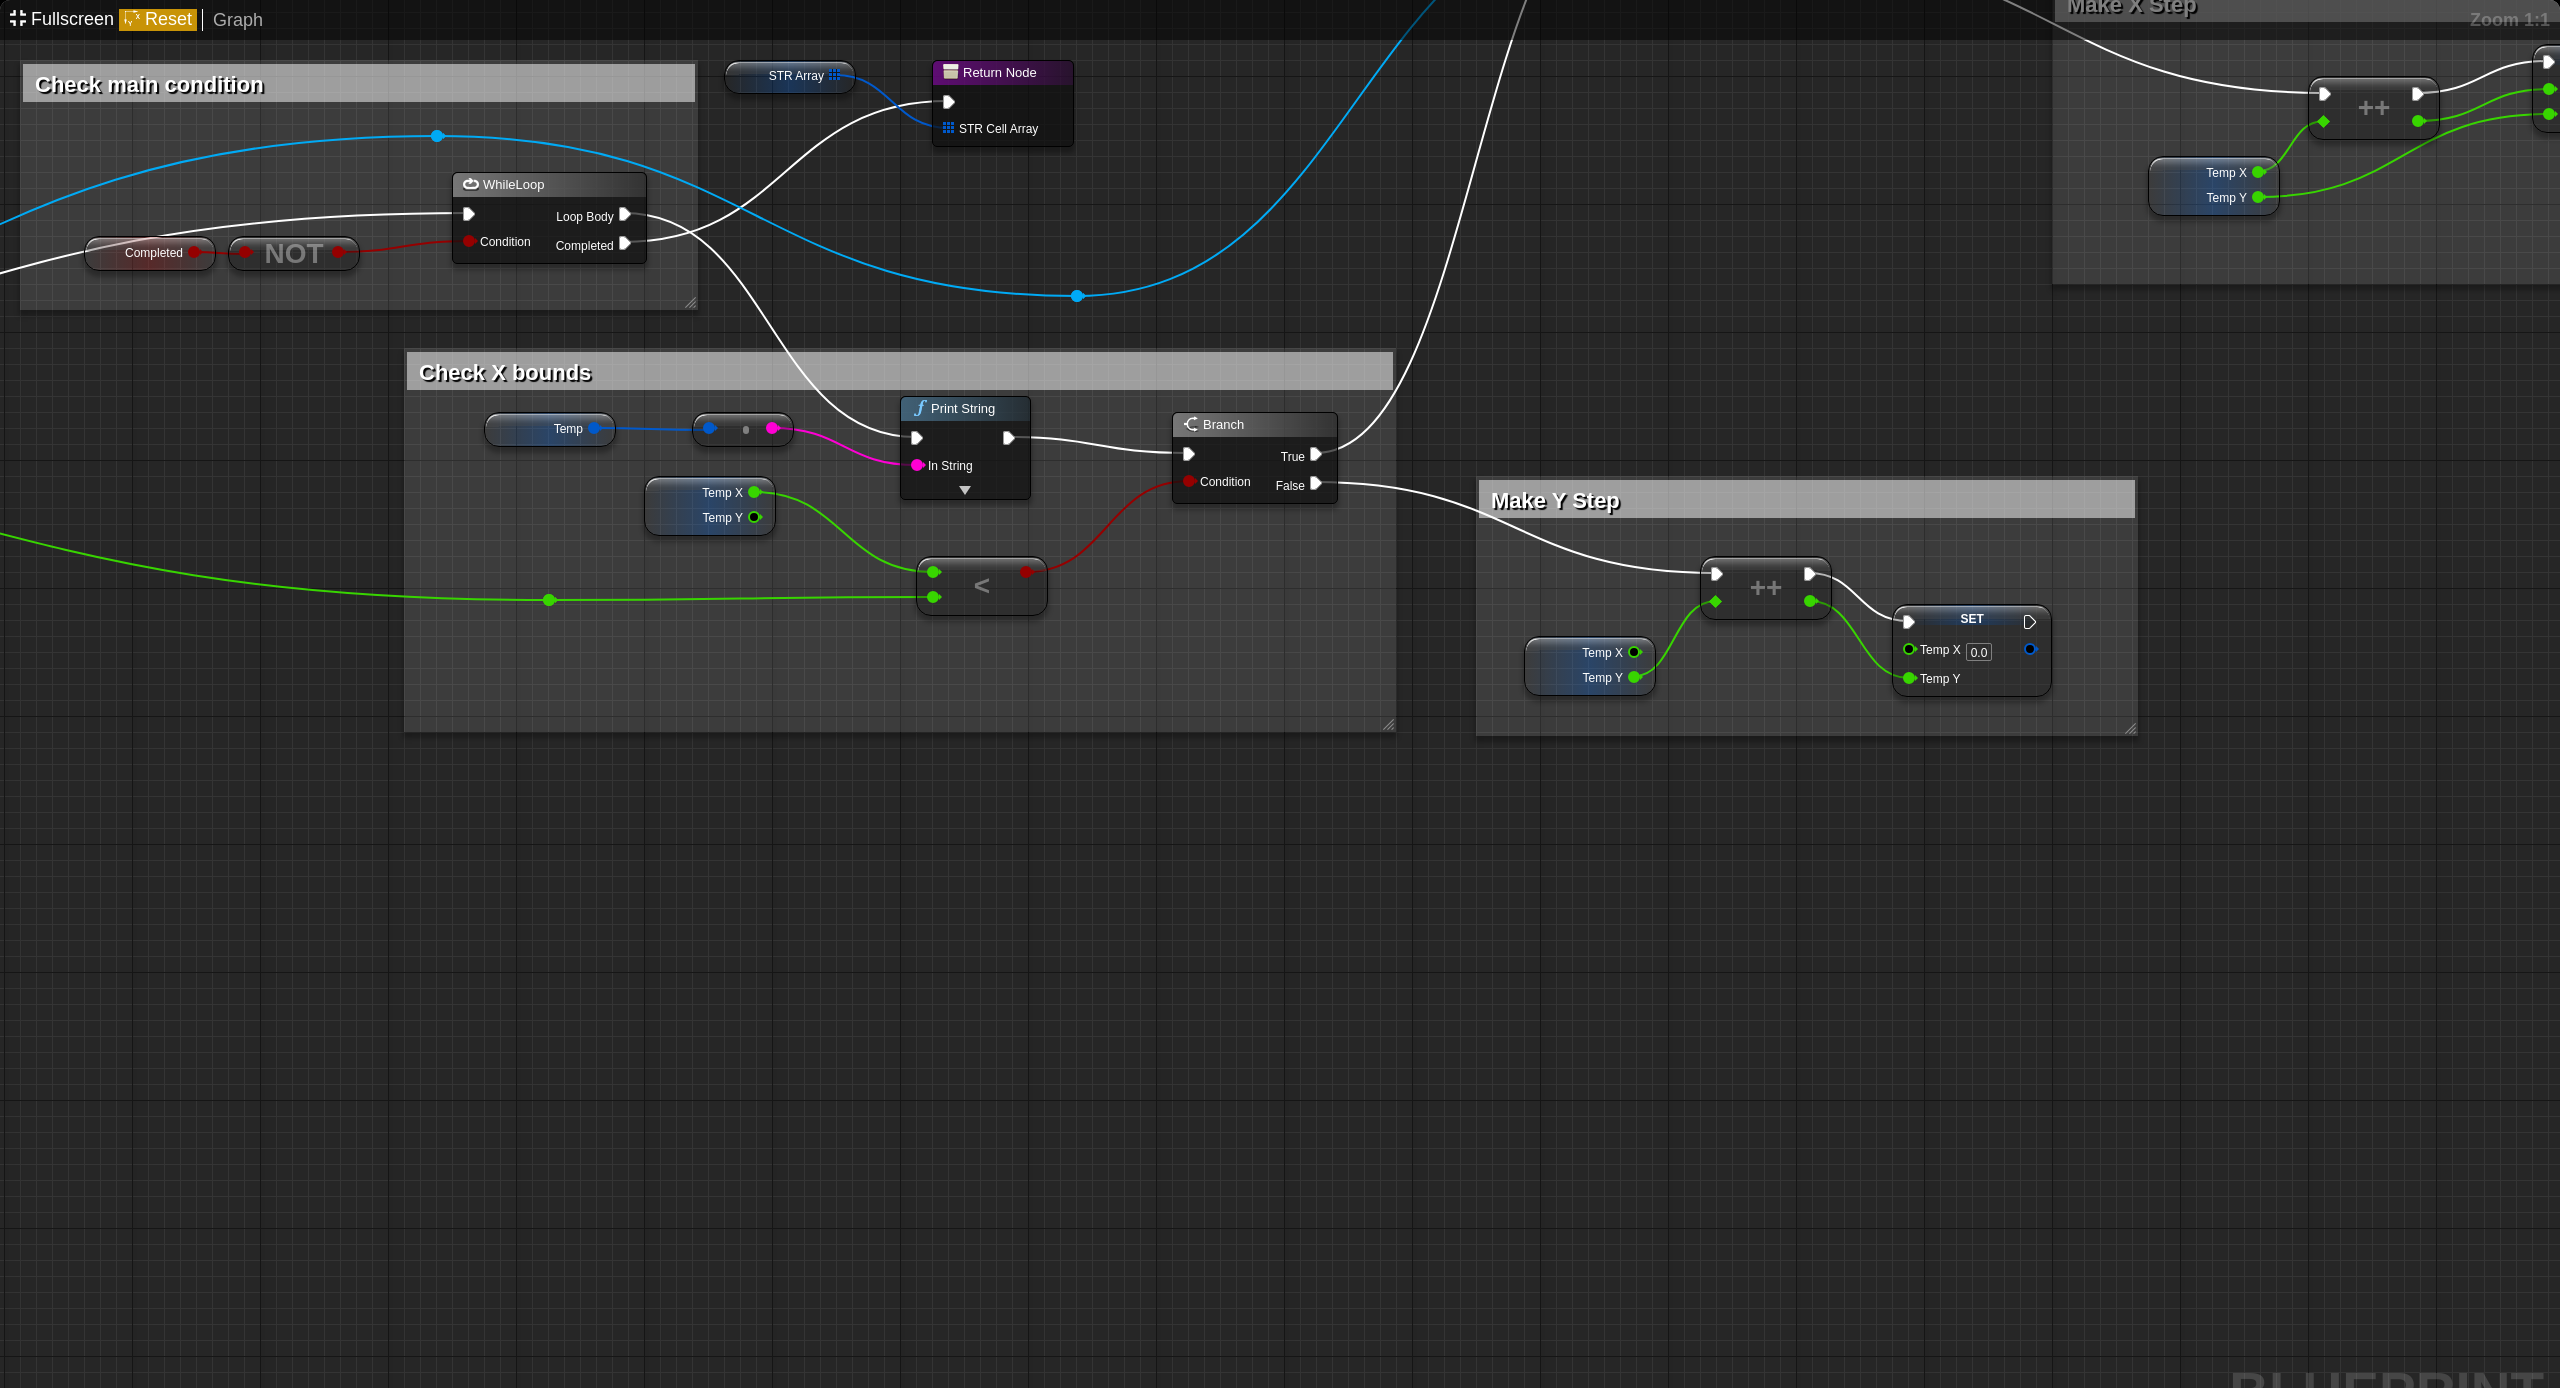 Fullscreen Reset Graph
Make X Step
Zoom 1:1
Check main condition
STR Array
Return Node
STR Cell Array
WhileLoop
Loop Body
Condition
Completed
Completed
NOT
++
Temp X
Temp Y
Check X bounds
Temp
Print String
In String
Branch
True
Condition
False
Temp X
Temp Y
<
Make Y Step
++
SET
Temp X 0.0
Temp Y
Temp X
Temp Y
BLUEPRINT